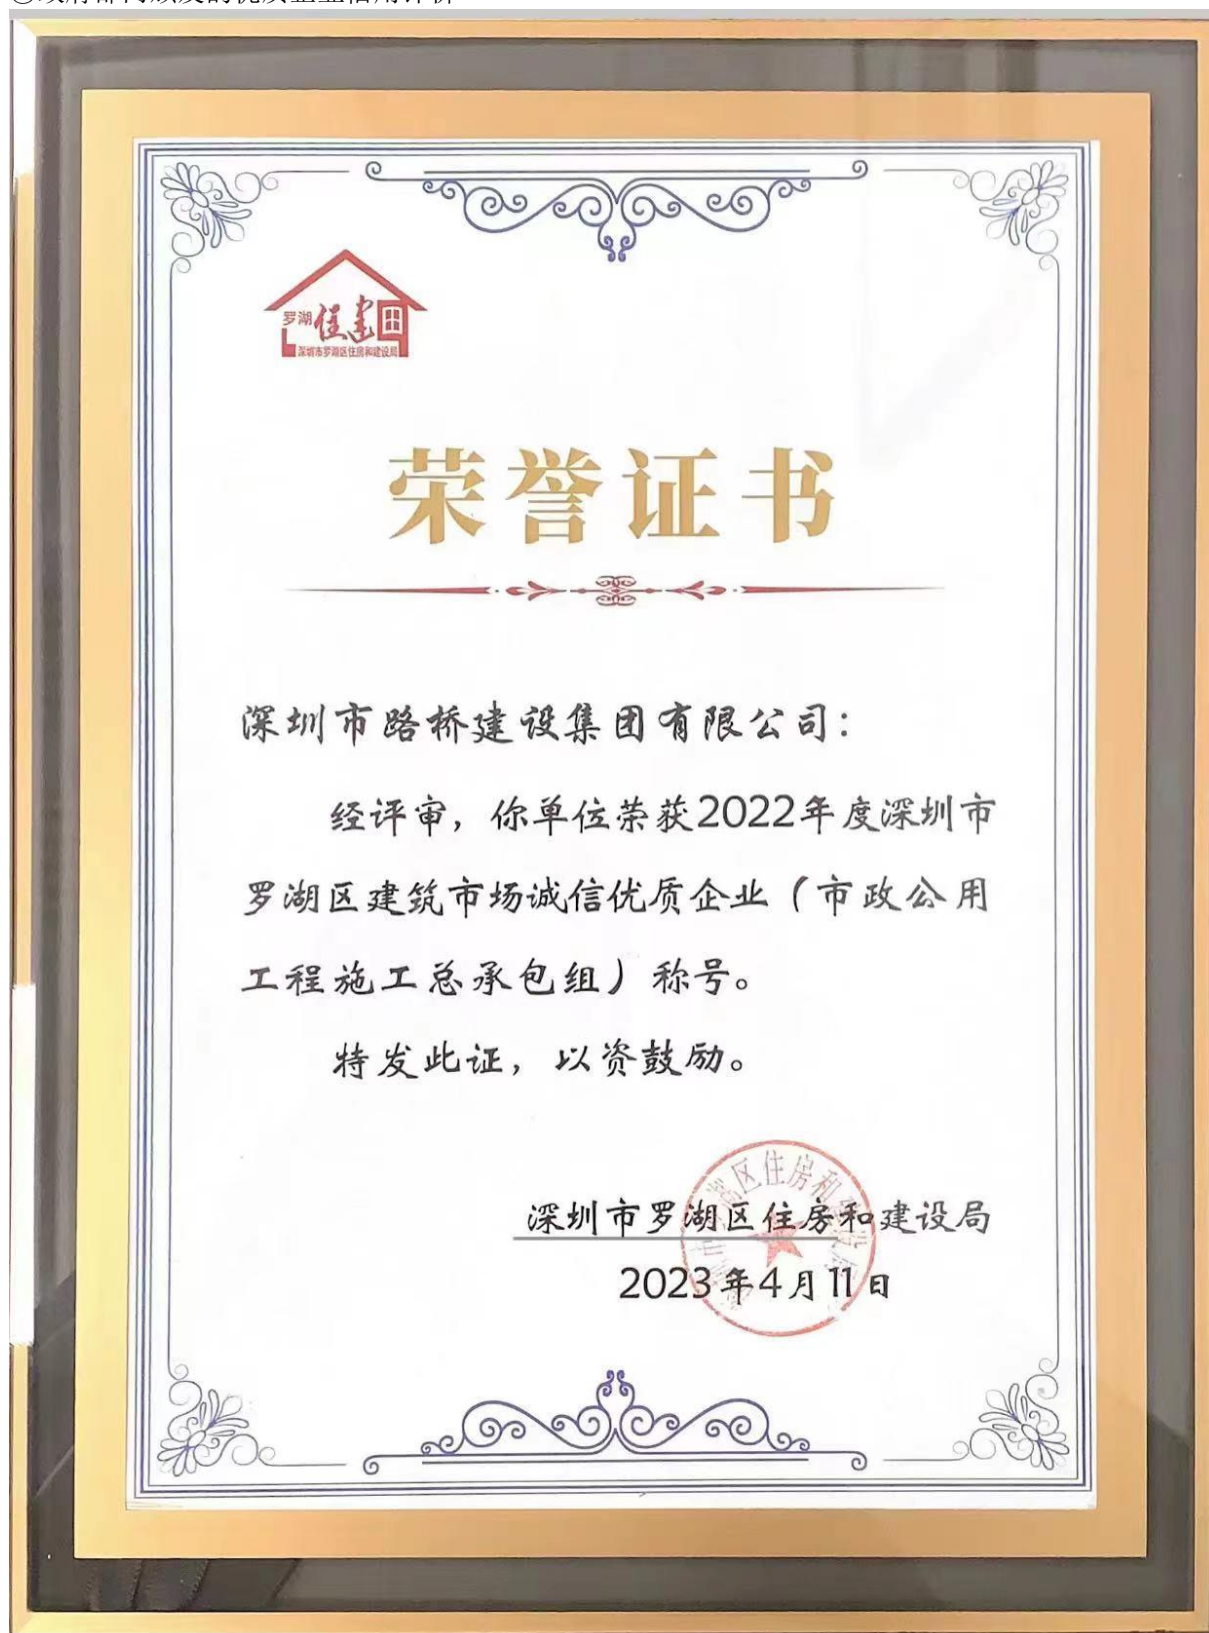 罗湖住建
深圳市罗湖区住房和建设局
荣誉证书
深圳市路桥建设集团有限公司：
经评审，你单位荣获2022年度深圳市
罗湖区建筑市场诚信优质企业（市政公用
工程施工总承包组）称号。
特发此证，以资鼓励。
深圳市罗湖区住房和建设局
2023年4月11日